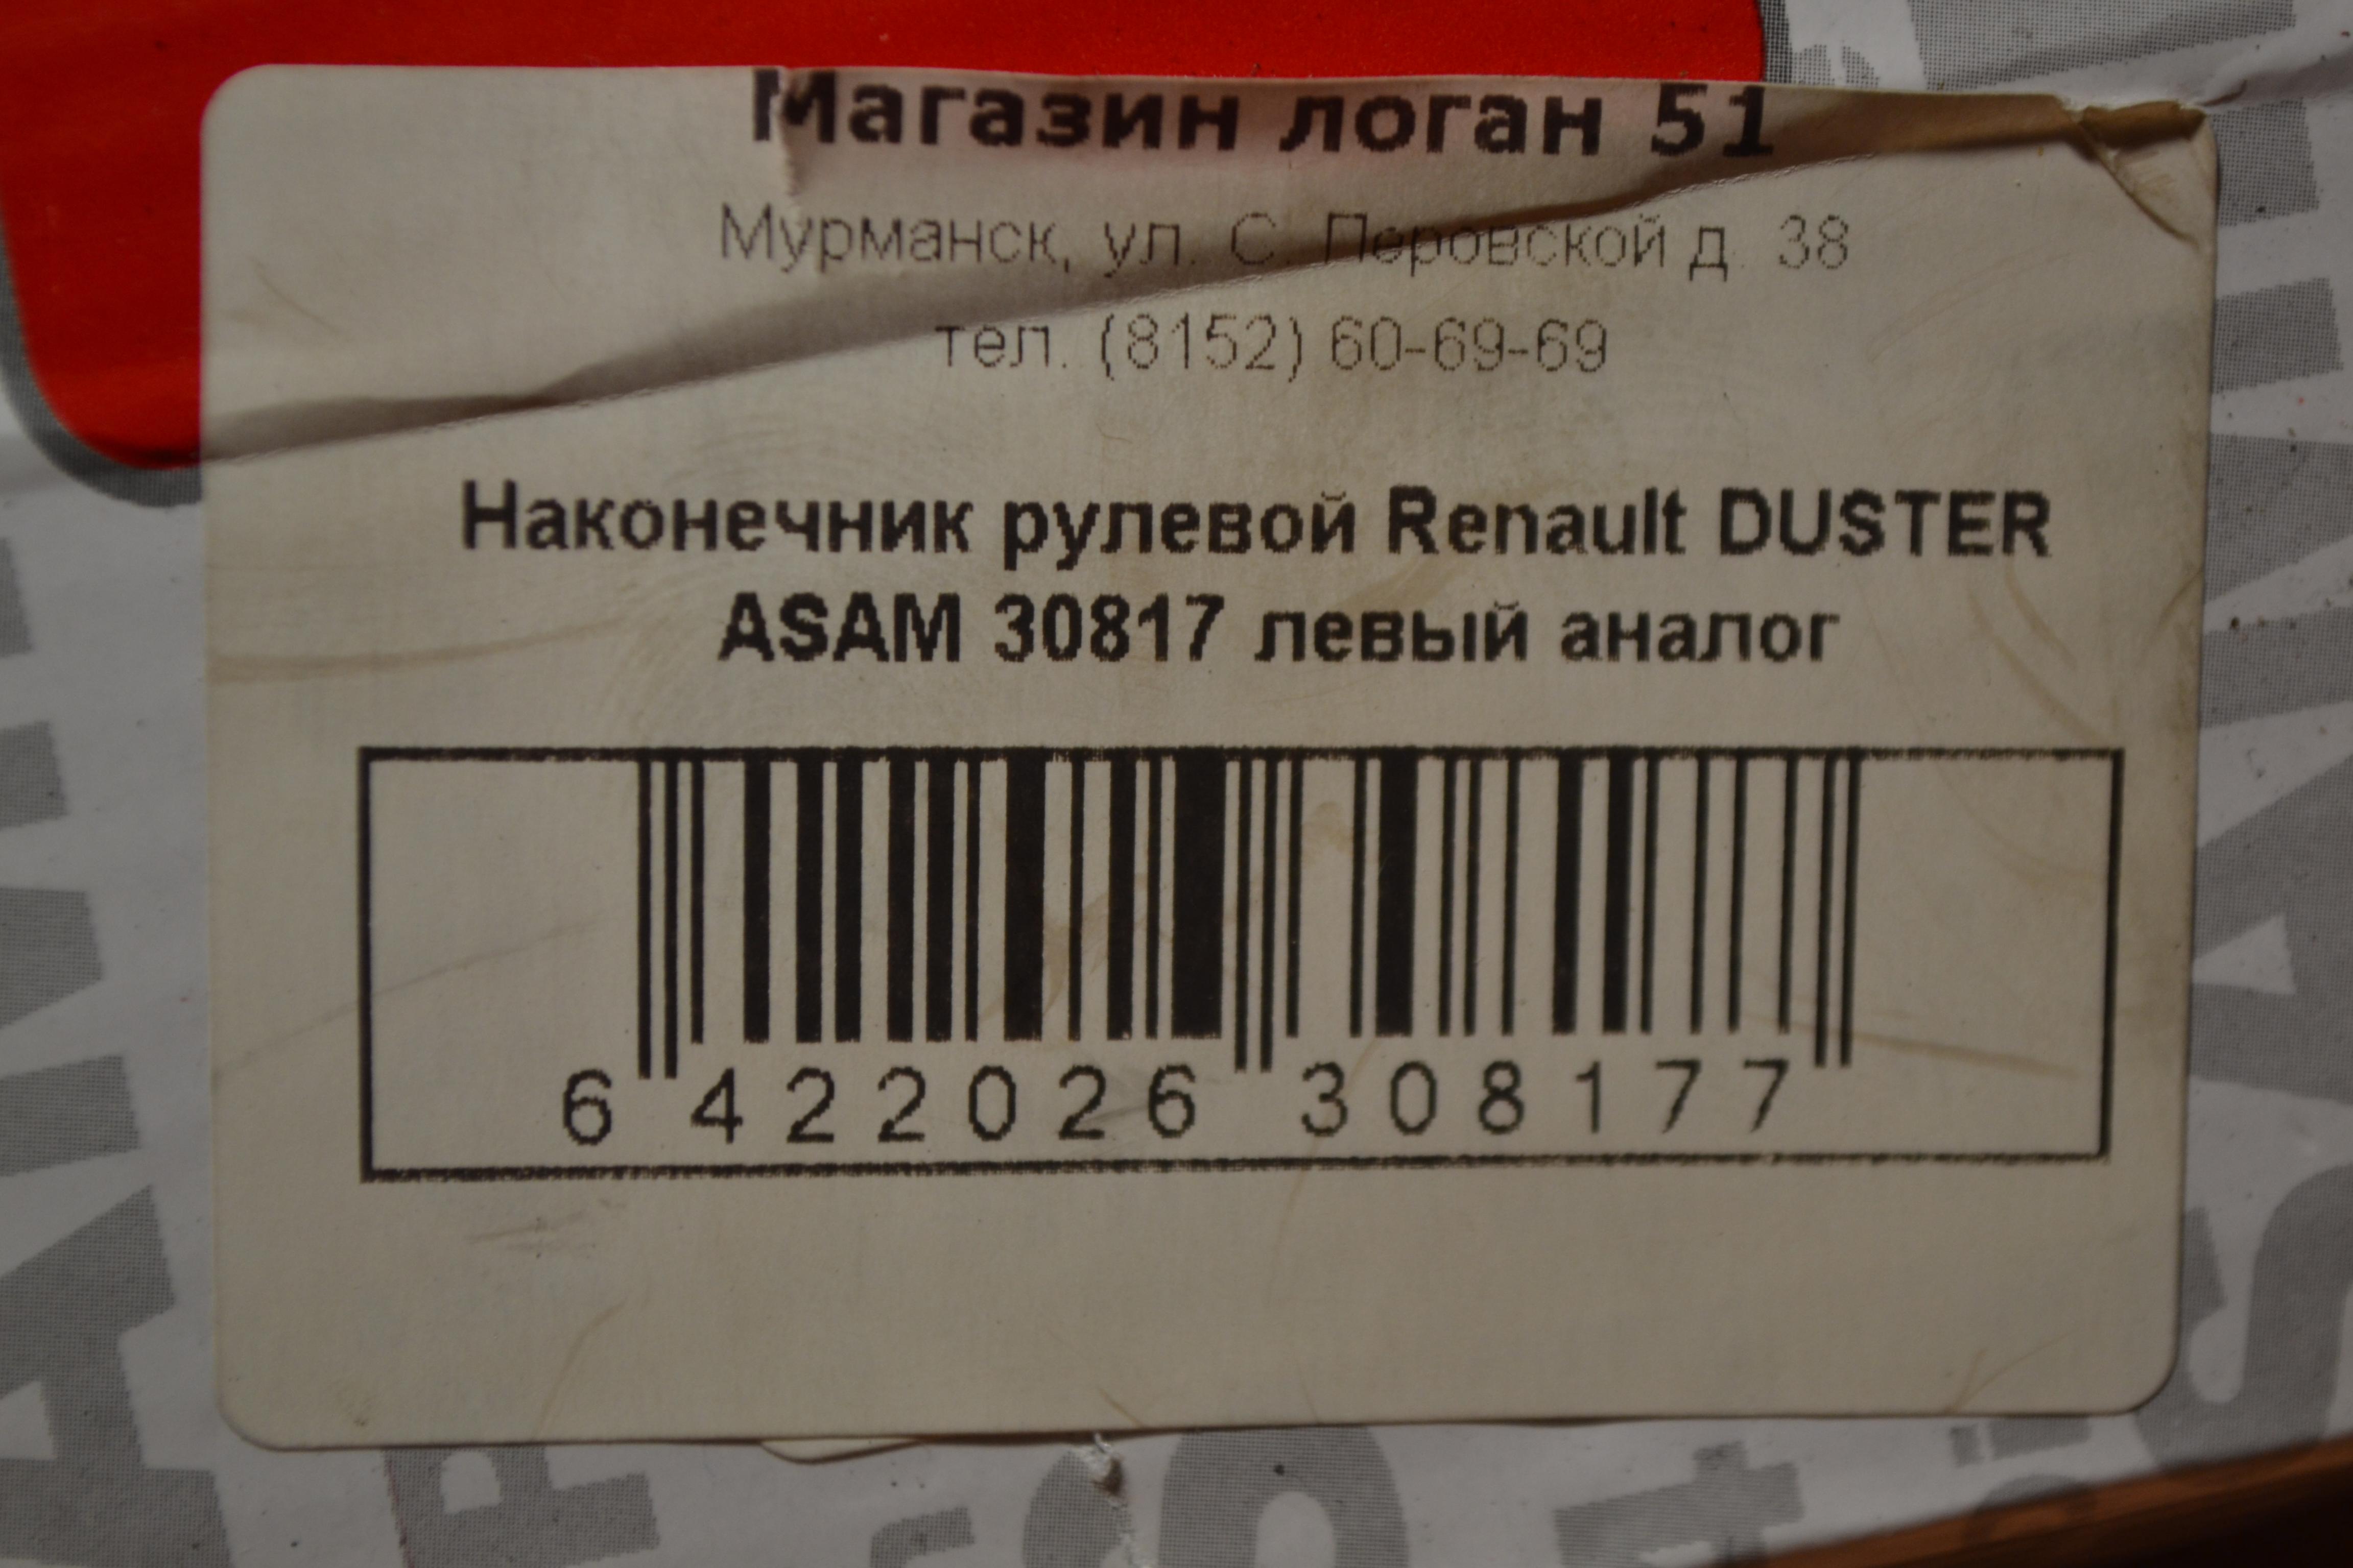 Магазин логан 51
Мурманск, ул. С. Перовской д. 38
тел. (8152) 60-69-69
Наконечник рулевой Renault DUSTER
ASAM 30817 левый аналог
6 422026 308177